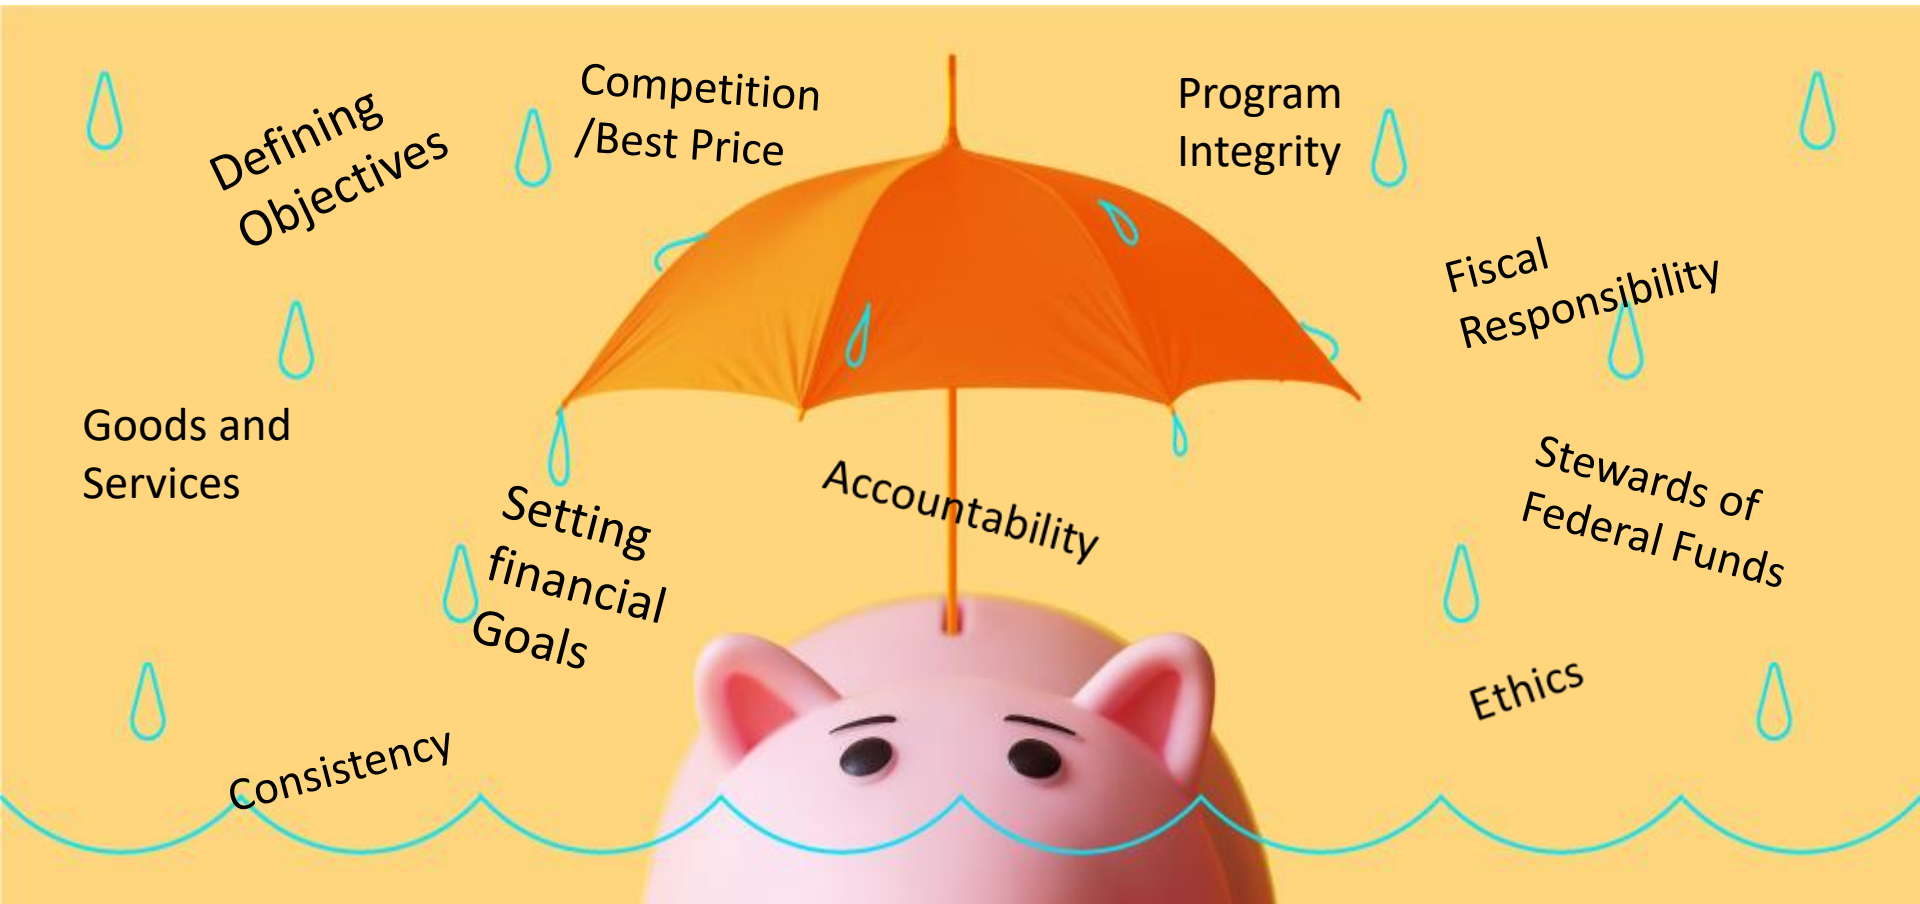 Defining
Objectives
Competition
/Best Price
Program
Integrity
Fiscal
Responsibility
Goods and
Services
Setting
financial
Goals
Accountability
Stewards of
Federal Funds
Ethics
Consistency